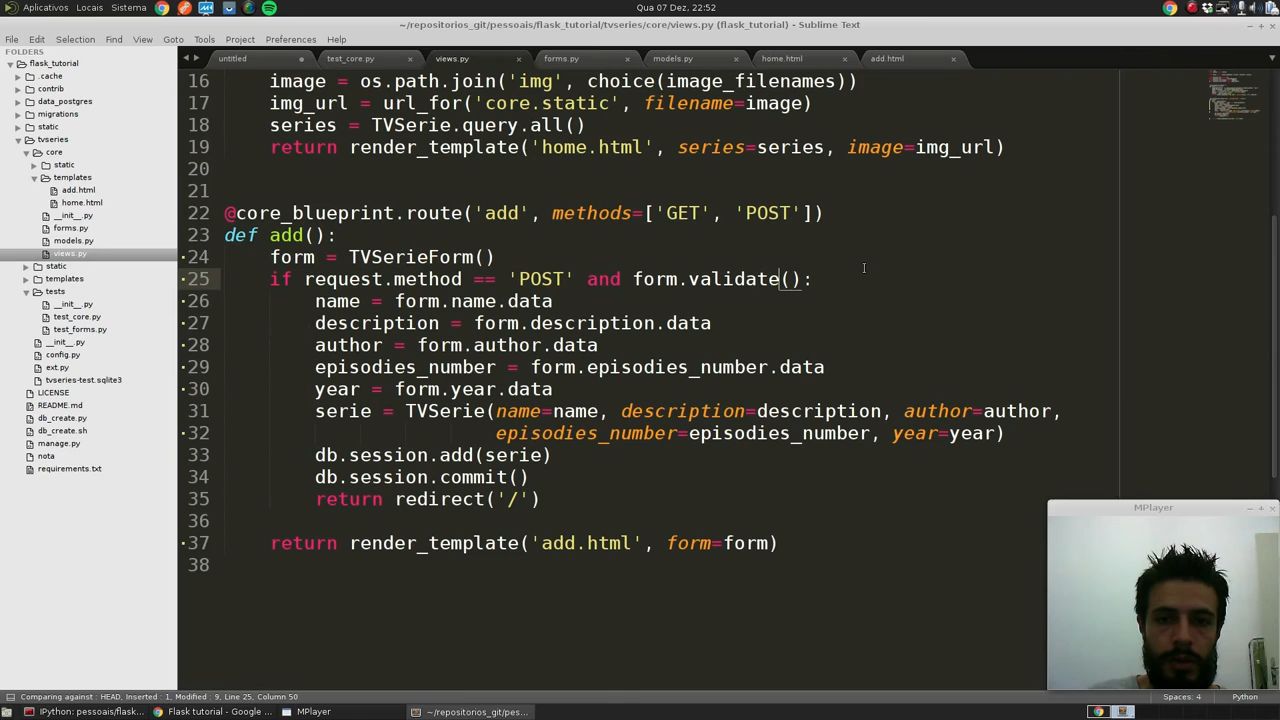 Aplicativos Locais Sistema Qua 07 Dez, 22:52
~/repositorios_git/pessoais/flask_tutorial/tvseries/core/views.py (flask_tutorial) - Sublime Text
File Edit Selection Find View Goto Tools Project Preferences Help
FOLDERS
flask_tutorial
.cache
contrib
data_postgres
migrations
static
tvseries
core
static
templates
add.html
home.html
__init__.py
forms.py
models.py
views.py
static
templates
tests
__init__.py
test_core.py
test_forms.py
__init__.py
config.py
ext.py
tvseries-test.sqlite3
LICENSE
README.md
db_create.py
db_create.sh
manage.py
nota
requirements.txt
untitled test_core.py views.py forms.py models.py home.html add.html
16 image = os.path.join('img', choice(image_filenames))
17 img_url = url_for('core.static', filename=image)
18 series = TVSerie.query.all()
19 return render_template('home.html', series=series, image=img_url)
20
21
22 @core_blueprint.route('add', methods=['GET', 'POST'])
23 def add():
24 form = TVSerieForm()
25 if request.method == 'POST' and form.validate():
26 name = form.name.data
27 description = form.description.data
28 author = form.author.data
29 episodies_number = form.episodies_number.data
30 year = form.year.data
31 serie = TVSerie(name=name, description=description, author=author,
32 episodies_number=episodies_number, year=year)
33 db.session.add(serie)
34 db.session.commit()
35 return redirect('/')
36
37 return render_template('add.html', form=form)
38
MPlayer
Comparing against : HEAD, Inserted : 1, Modified : 9, Line 25, Column 50 Spaces: 4 Python
IPython: pessoais/flask... Flask tutorial - Google ... MPlayer ~/repositorios_git/pes...